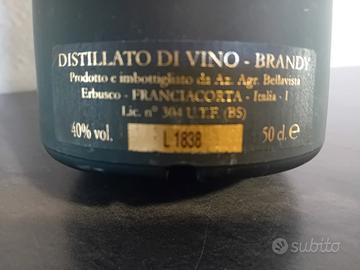 DISTILLATO DI VINO - BRANDY
Prodotto e imbottigliato da Az. Agr. Bellavista
Erbusco - FRANCIACORTA - Italia - I
Lic. n° 304 U.T.F. (BS)
40% vol. L 1838 50 cl. e
subito